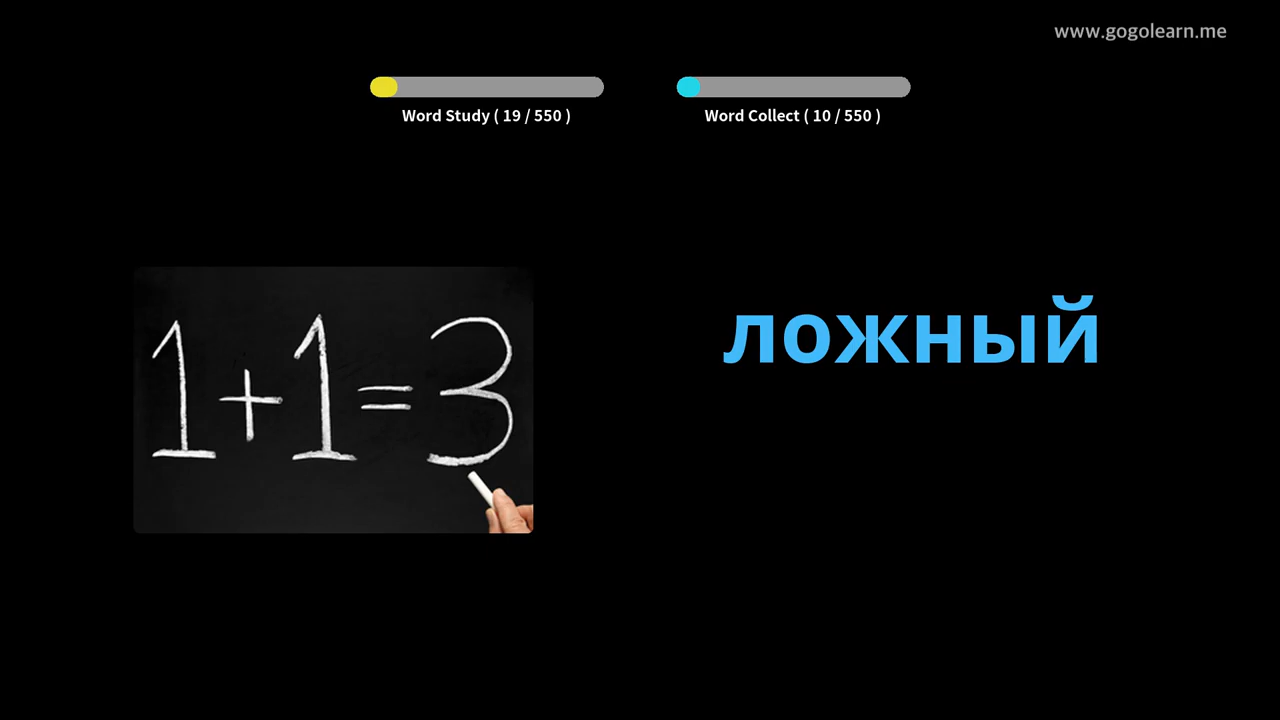 www.gogolearn.me
Word Study ( 19 / 550 )
Word Collect ( 10 / 550 )
ложный
1+1=3